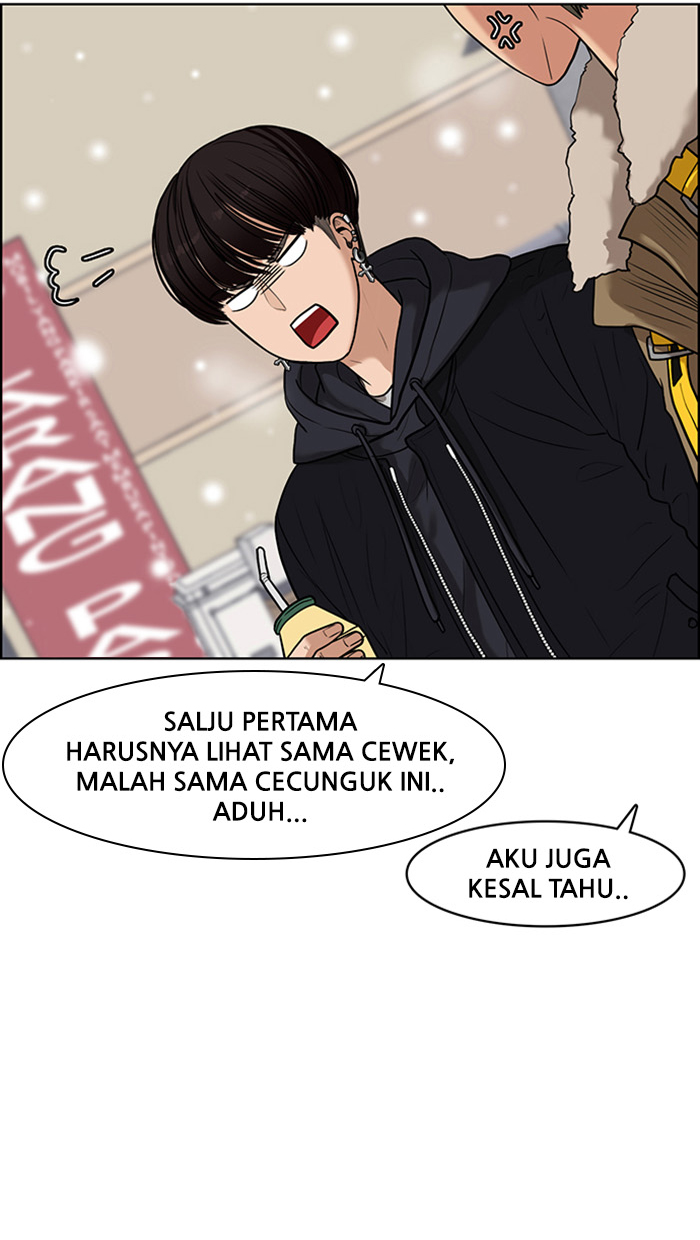 SALJU PERTAMA
HARUSNYA LIHAT SAMA CEWEK,
MALAH SAMA CECUNGUK INI..
ADUH...
AKU JUGA
KESAL TAHU..